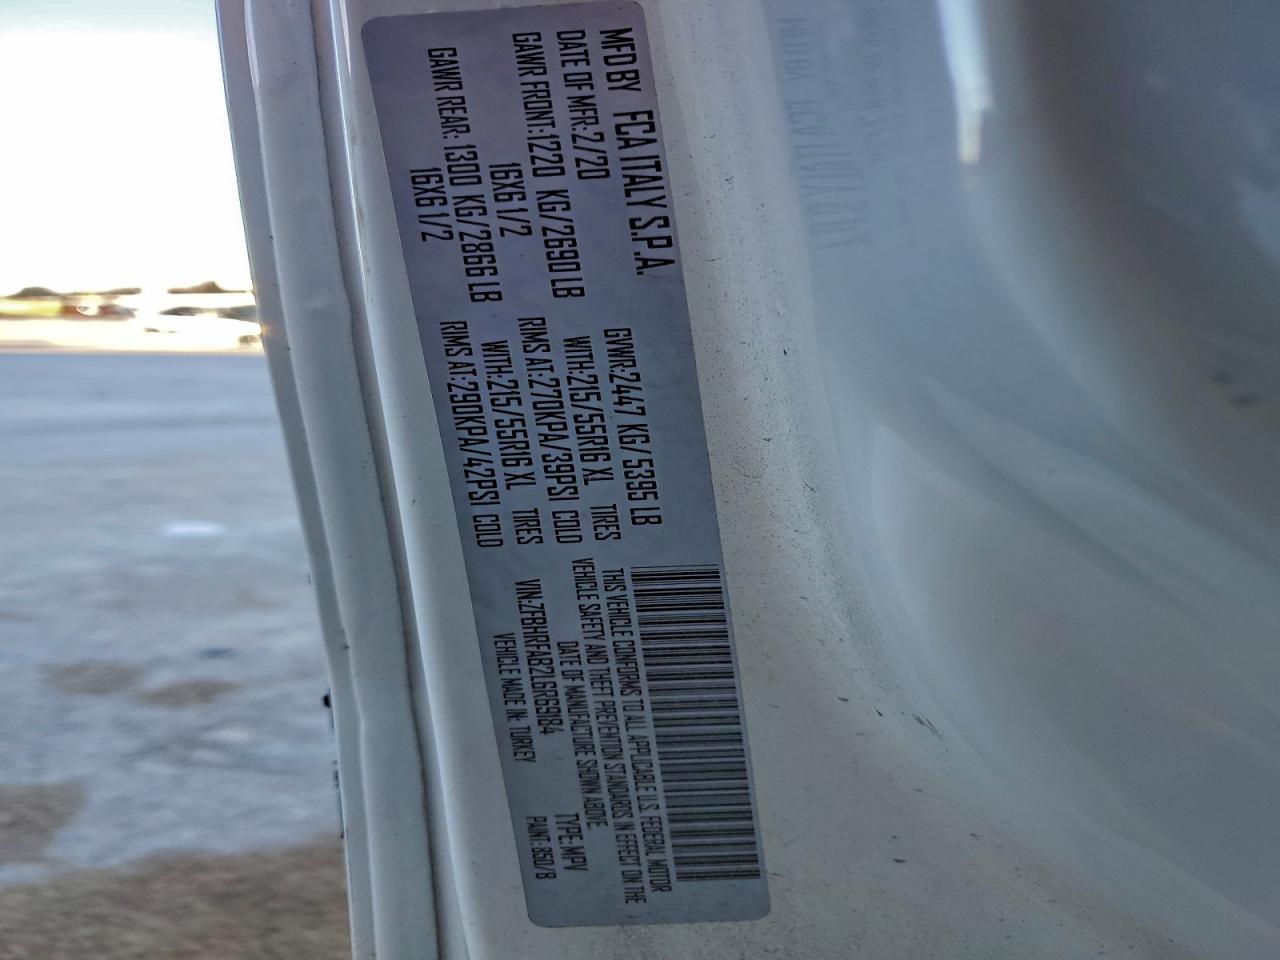 MFD BY FCA ITALY S.P.A.
DATE OF MFR:2/20 GVWR:2447 KG/ 5395 LB
GAWR FRONT:1220 KG/2690 LB WITH:215/55R16 XL TIRES
16X6 1/2 RIMS AT:270KPA/39PSI COLD
GAWR REAR: 1300 KG/2866 LB WITH:215/55R16 XL TIRES
16X6 1/2 RIMS AT:290KPA/42PSI COLD
THIS VEHICLE CONFORMS TO ALL APPLICABLE U.S. FEDERAL MOTOR
VEHICLE SAFETY AND THEFT PREVENTION STANDARDS IN EFFECT ON THE
DATE OF MANUFACTURE SHOWN ABOVE.
VIN:ZFBHRFAB2L6R69184 TYPE:MPV
VEHICLE MADE IN: TURKEY PAINT: 850/B